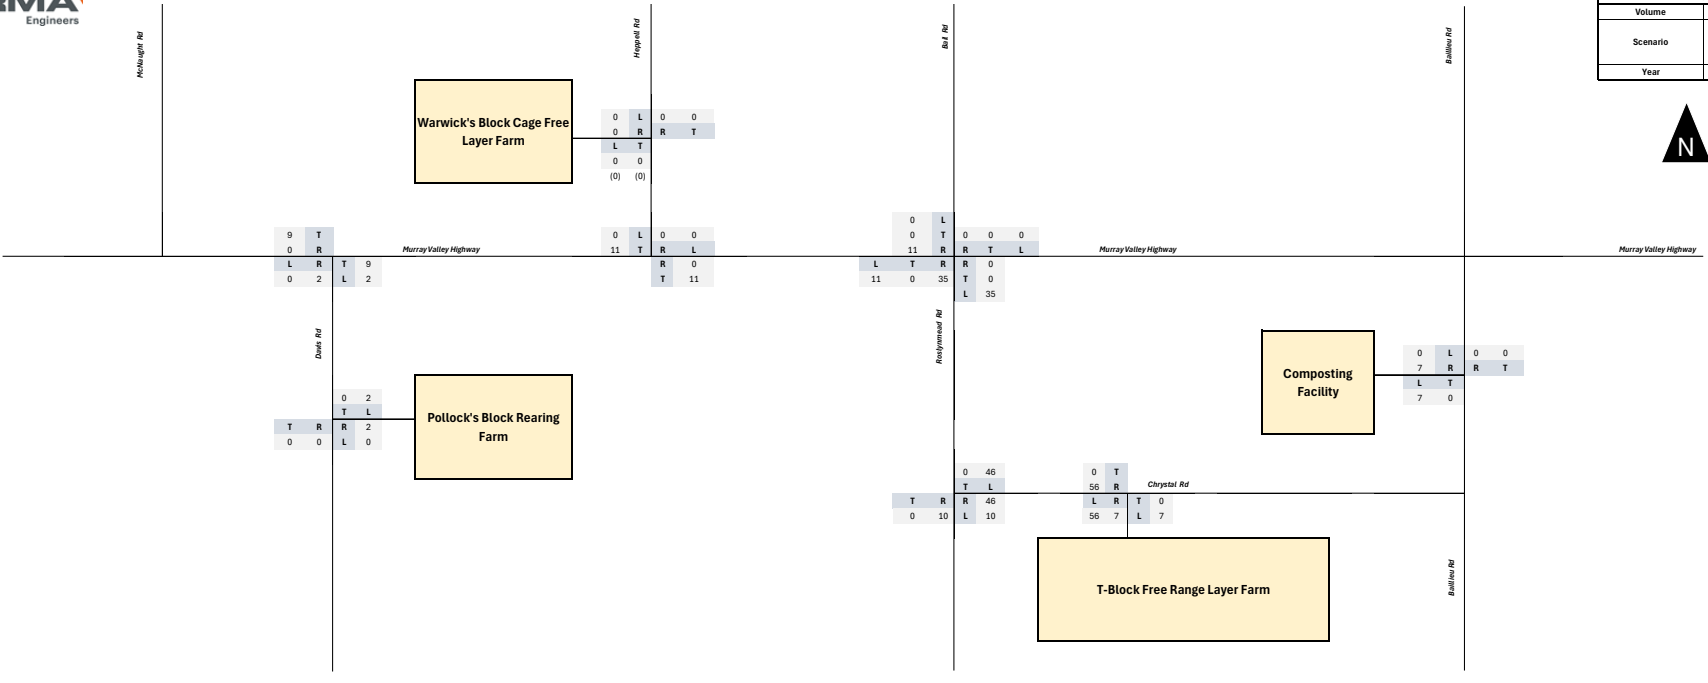 RMA
Engineers
Volume
Scenario
Year
McNaught Rd
Heppell Rd
Ball Rd
Baillieu Rd
N
Warwick's Block Cage Free
Layer Farm
0 L 0 0
0 R R T
L T
0 0
(0) (0)
9 T
0 R
L R T 9
0 2 L 2
Murray Valley Highway
0 L 0 0
11 T R L
R 0
T 11
0 L
0 T 0 0 0
11 R R T L
L T R R 0
11 0 35 T 0
L 35
Murray Valley Highway
Murray Valley Highway
Davis Rd
Roslynmead Rd
0 2
T L
T R R 2
0 0 L 0
Pollock's Block Rearing
Farm
Composting
Facility
0 L 0 0
7 R R T
L T
7 0
0 46
T L
T R R 46
0 10 L 10
0 T
56 R
L R T 0
56 7 L 7
Chrystal Rd
T-Block Free Range Layer Farm
Baillieu Rd